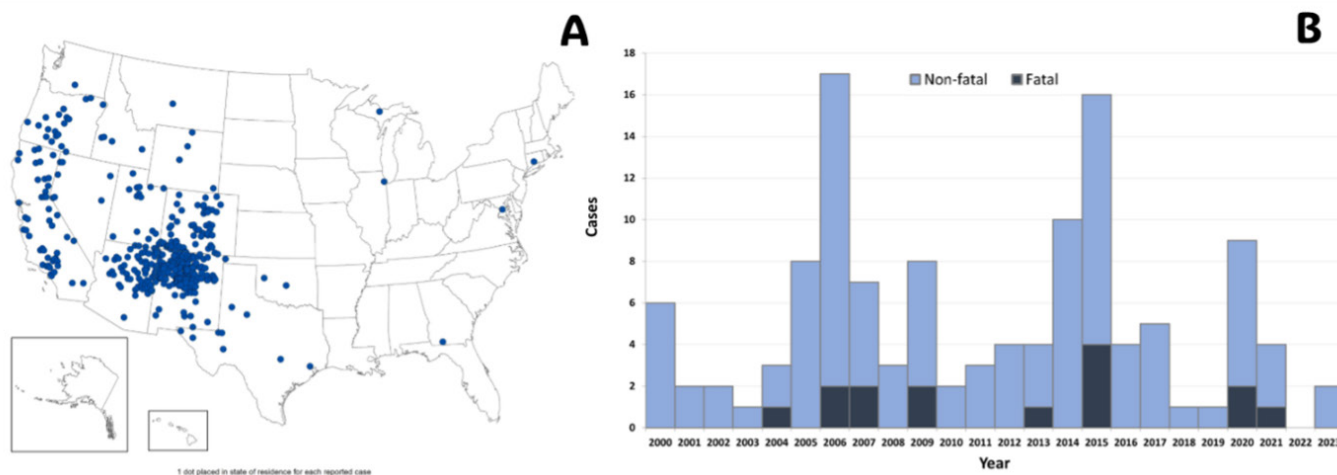 A
1 dot placed in state of residence for each reported case
B
Non-fatal Fatal
Cases
18
16
14
12
10
8
6
4
2
0
2000 2001 2002 2003 2004 2005 2006 2007 2008 2009 2010 2011 2012 2013 2014 2015 2016 2017 2018 2019 2020 2021 2022 2023
Year